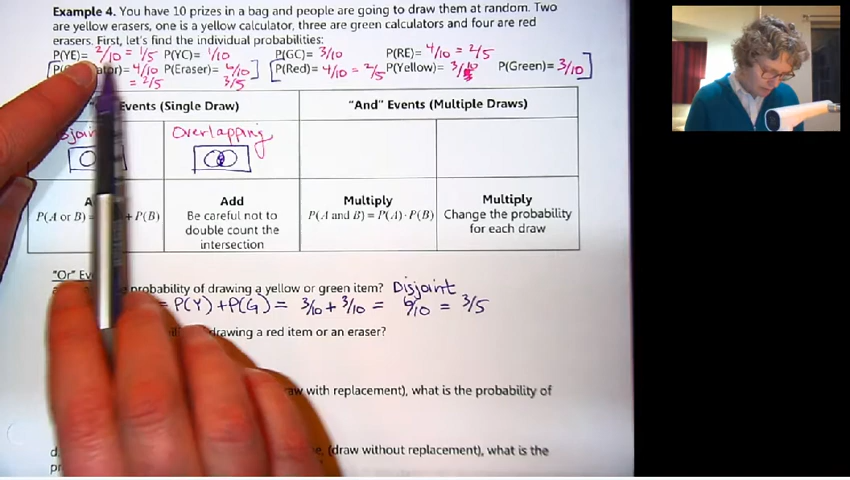 Example 4. You have 10 prizes in a bag and people are going to draw them at random. Two
are yellow erasers, one is a yellow calculator, three are green calculators and four are red
erasers. First, let's find the individual probabilities:
P(YE)= 2/10 = 1/5 P(YC)= 1/10 P(GC)= 3/10 P(RE)= 4/10 = 2/5
= 4/10 P(Eraser)= 6/10 P(Red)= 4/10 = 2/5 P(Yellow)= 3/10 P(Green)= 3/10
= 2/5 3/5
Events (Single Draw) "And" Events (Multiple Draws)
Overlapping
Add Multiply Multiply
P(A or B) = + P(B) Be careful not to P(A and B) = P(A) · P(B) Change the probability
double count the for each draw
intersection
"Or"
probability of drawing a yellow or green item? Disjoint
= P(Y) + P(G) = 3/10 + 3/10 = 6/10 = 3/5
drawing a red item or an eraser?
with replacement), what is the probability of
d. (draw without replacement), what is the